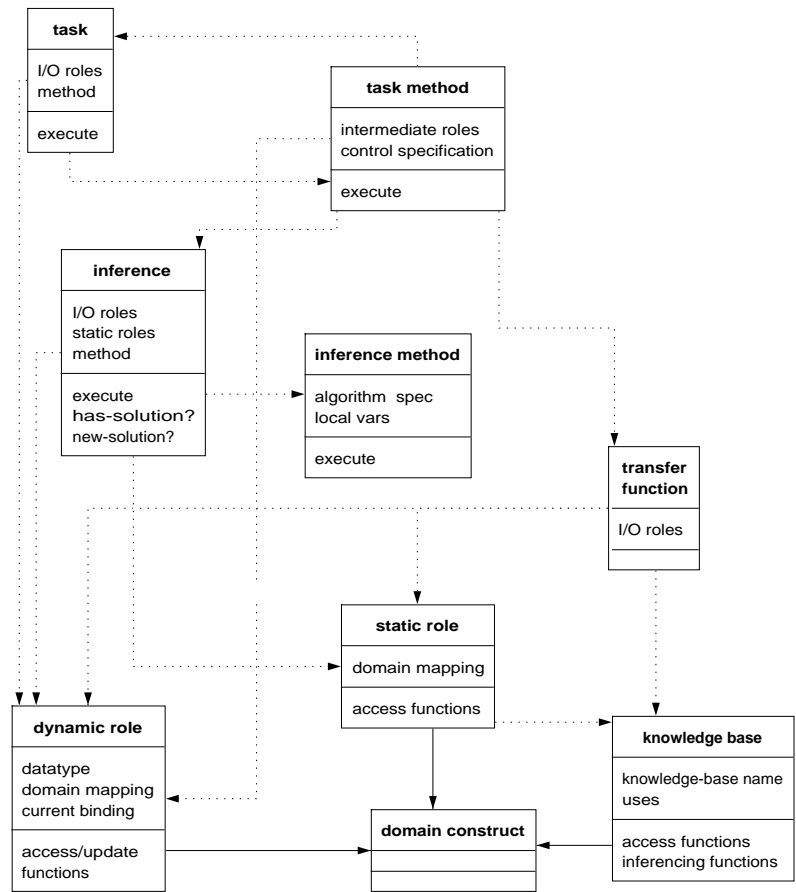 task
I/O roles
method
execute
task method
intermediate roles
control specification
execute
inference
I/O roles
static roles
method
execute
has-solution?
new-solution?
inference method
algorithm spec
local vars
execute
transfer
function
I/O roles
static role
domain mapping
access functions
dynamic role
datatype
domain mapping
current binding
access/update
functions
knowledge base
knowledge-base name
uses
access functions
inferencing functions
domain construct